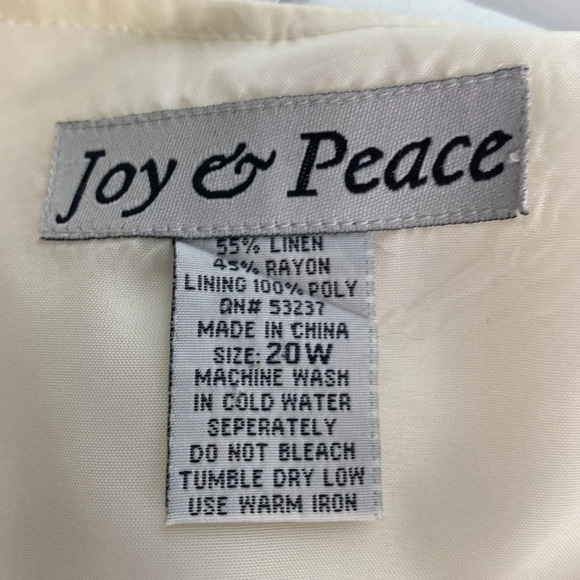 Joy & Peace
55% LINEN
45% RAYON
LINING 100% POLY
RN# 53237
MADE IN CHINA
SIZE: 20W
MACHINE WASH
IN COLD WATER
SEPERATELY
DO NOT BLEACH
TUMBLE DRY LOW
USE WARM IRON